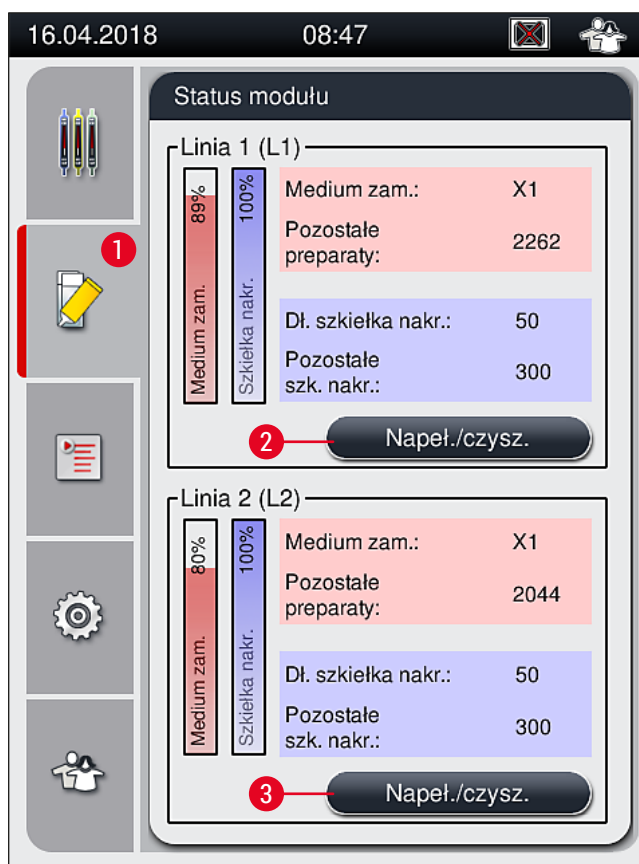 16.04.2018 08:47
Status modułu
Linia 1 (L1)
89%
Medium zam.
100%
Szkiełka nakr.
Medium zam.: X1
Pozostałe
preparaty: 2262
Dł. szkiełka nakr.: 50
Pozostałe
szk. nakr.: 300
1
2
Napeł./czysz.
Linia 2 (L2)
80%
Medium zam.
100%
Szkiełka nakr.
Medium zam.: X1
Pozostałe
preparaty: 2044
Dł. szkiełka nakr.: 50
Pozostałe
szk. nakr.: 300
3
Napeł./czysz.